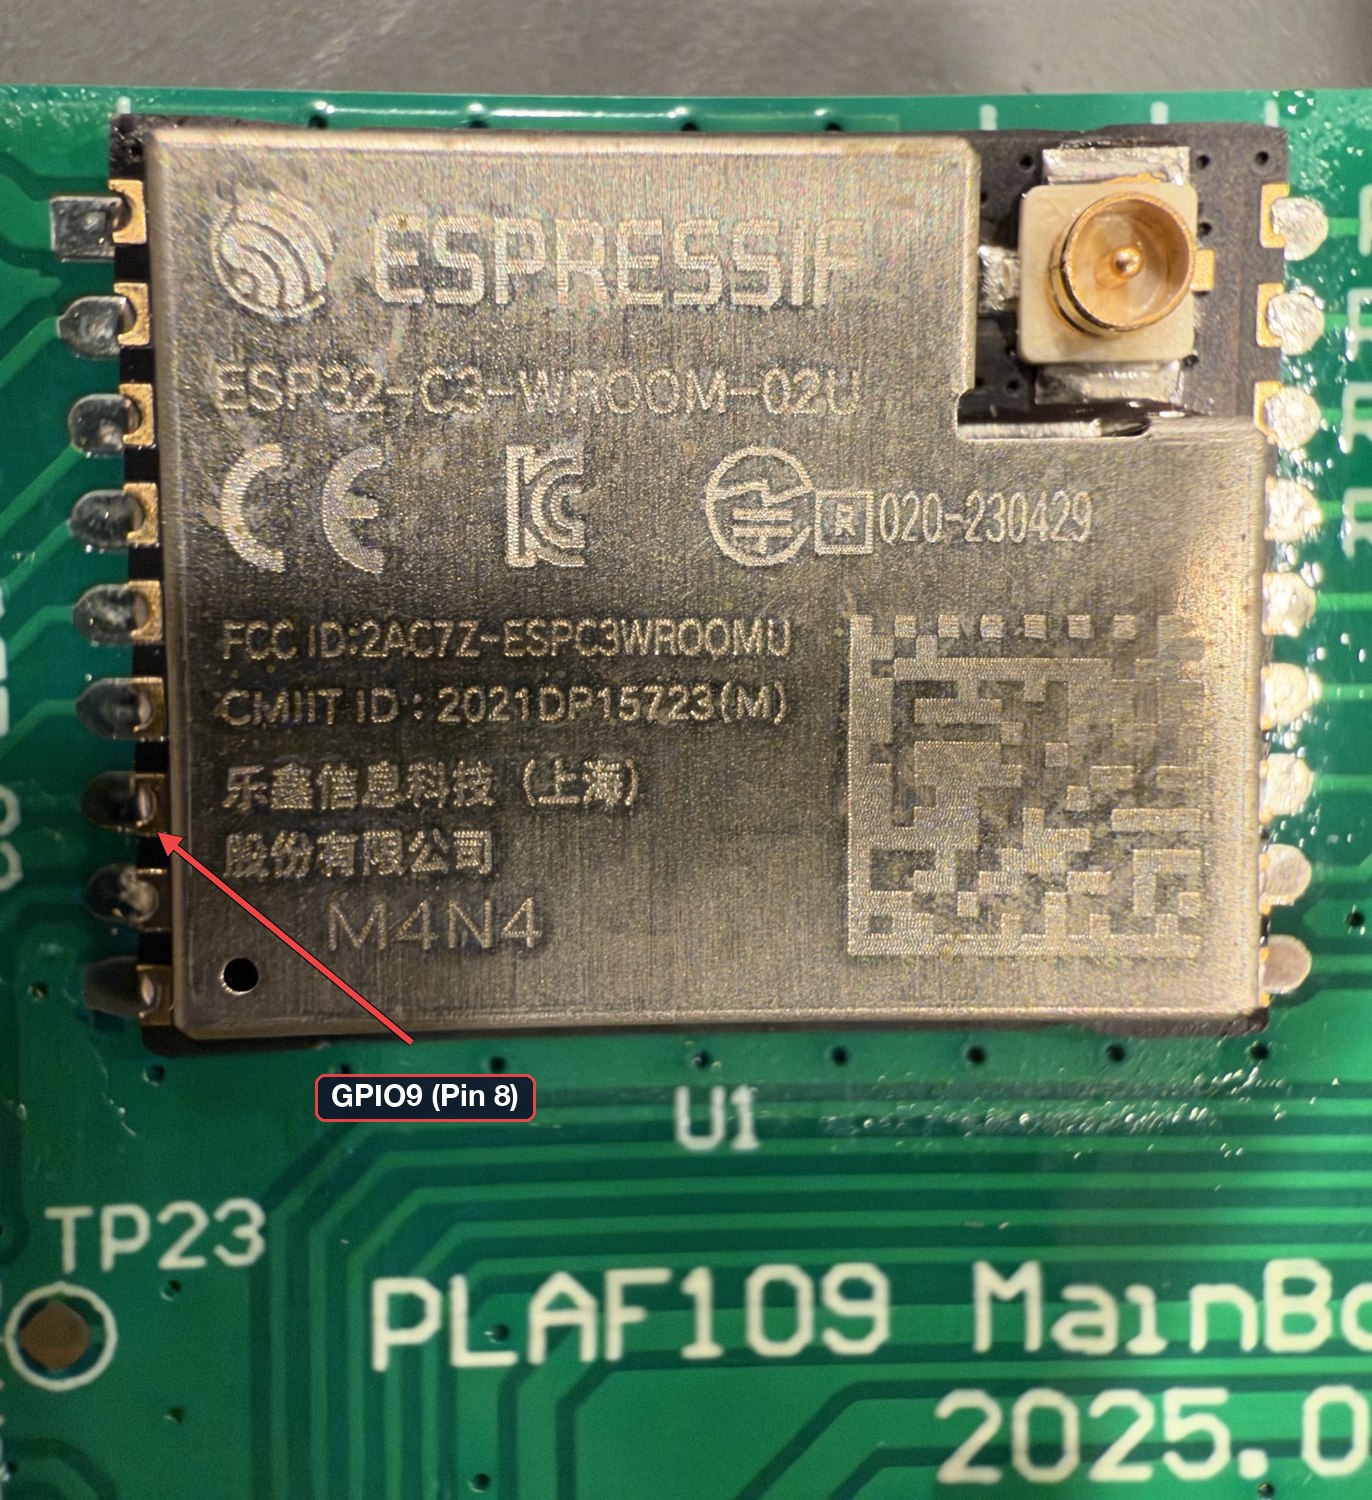 ESPRESSIF
ESP32-C3-WROOM-02U
CE
R 020-230429
FCC ID:2AC7Z-ESPC3WROOMU
CMIIT ID : 2021DP15723(M)
乐鑫信息科技 (上海)
股份有限公司
M4N4
GPIO9 (Pin 8)
U1
TP23
PLAF109 MainBo
2025.0